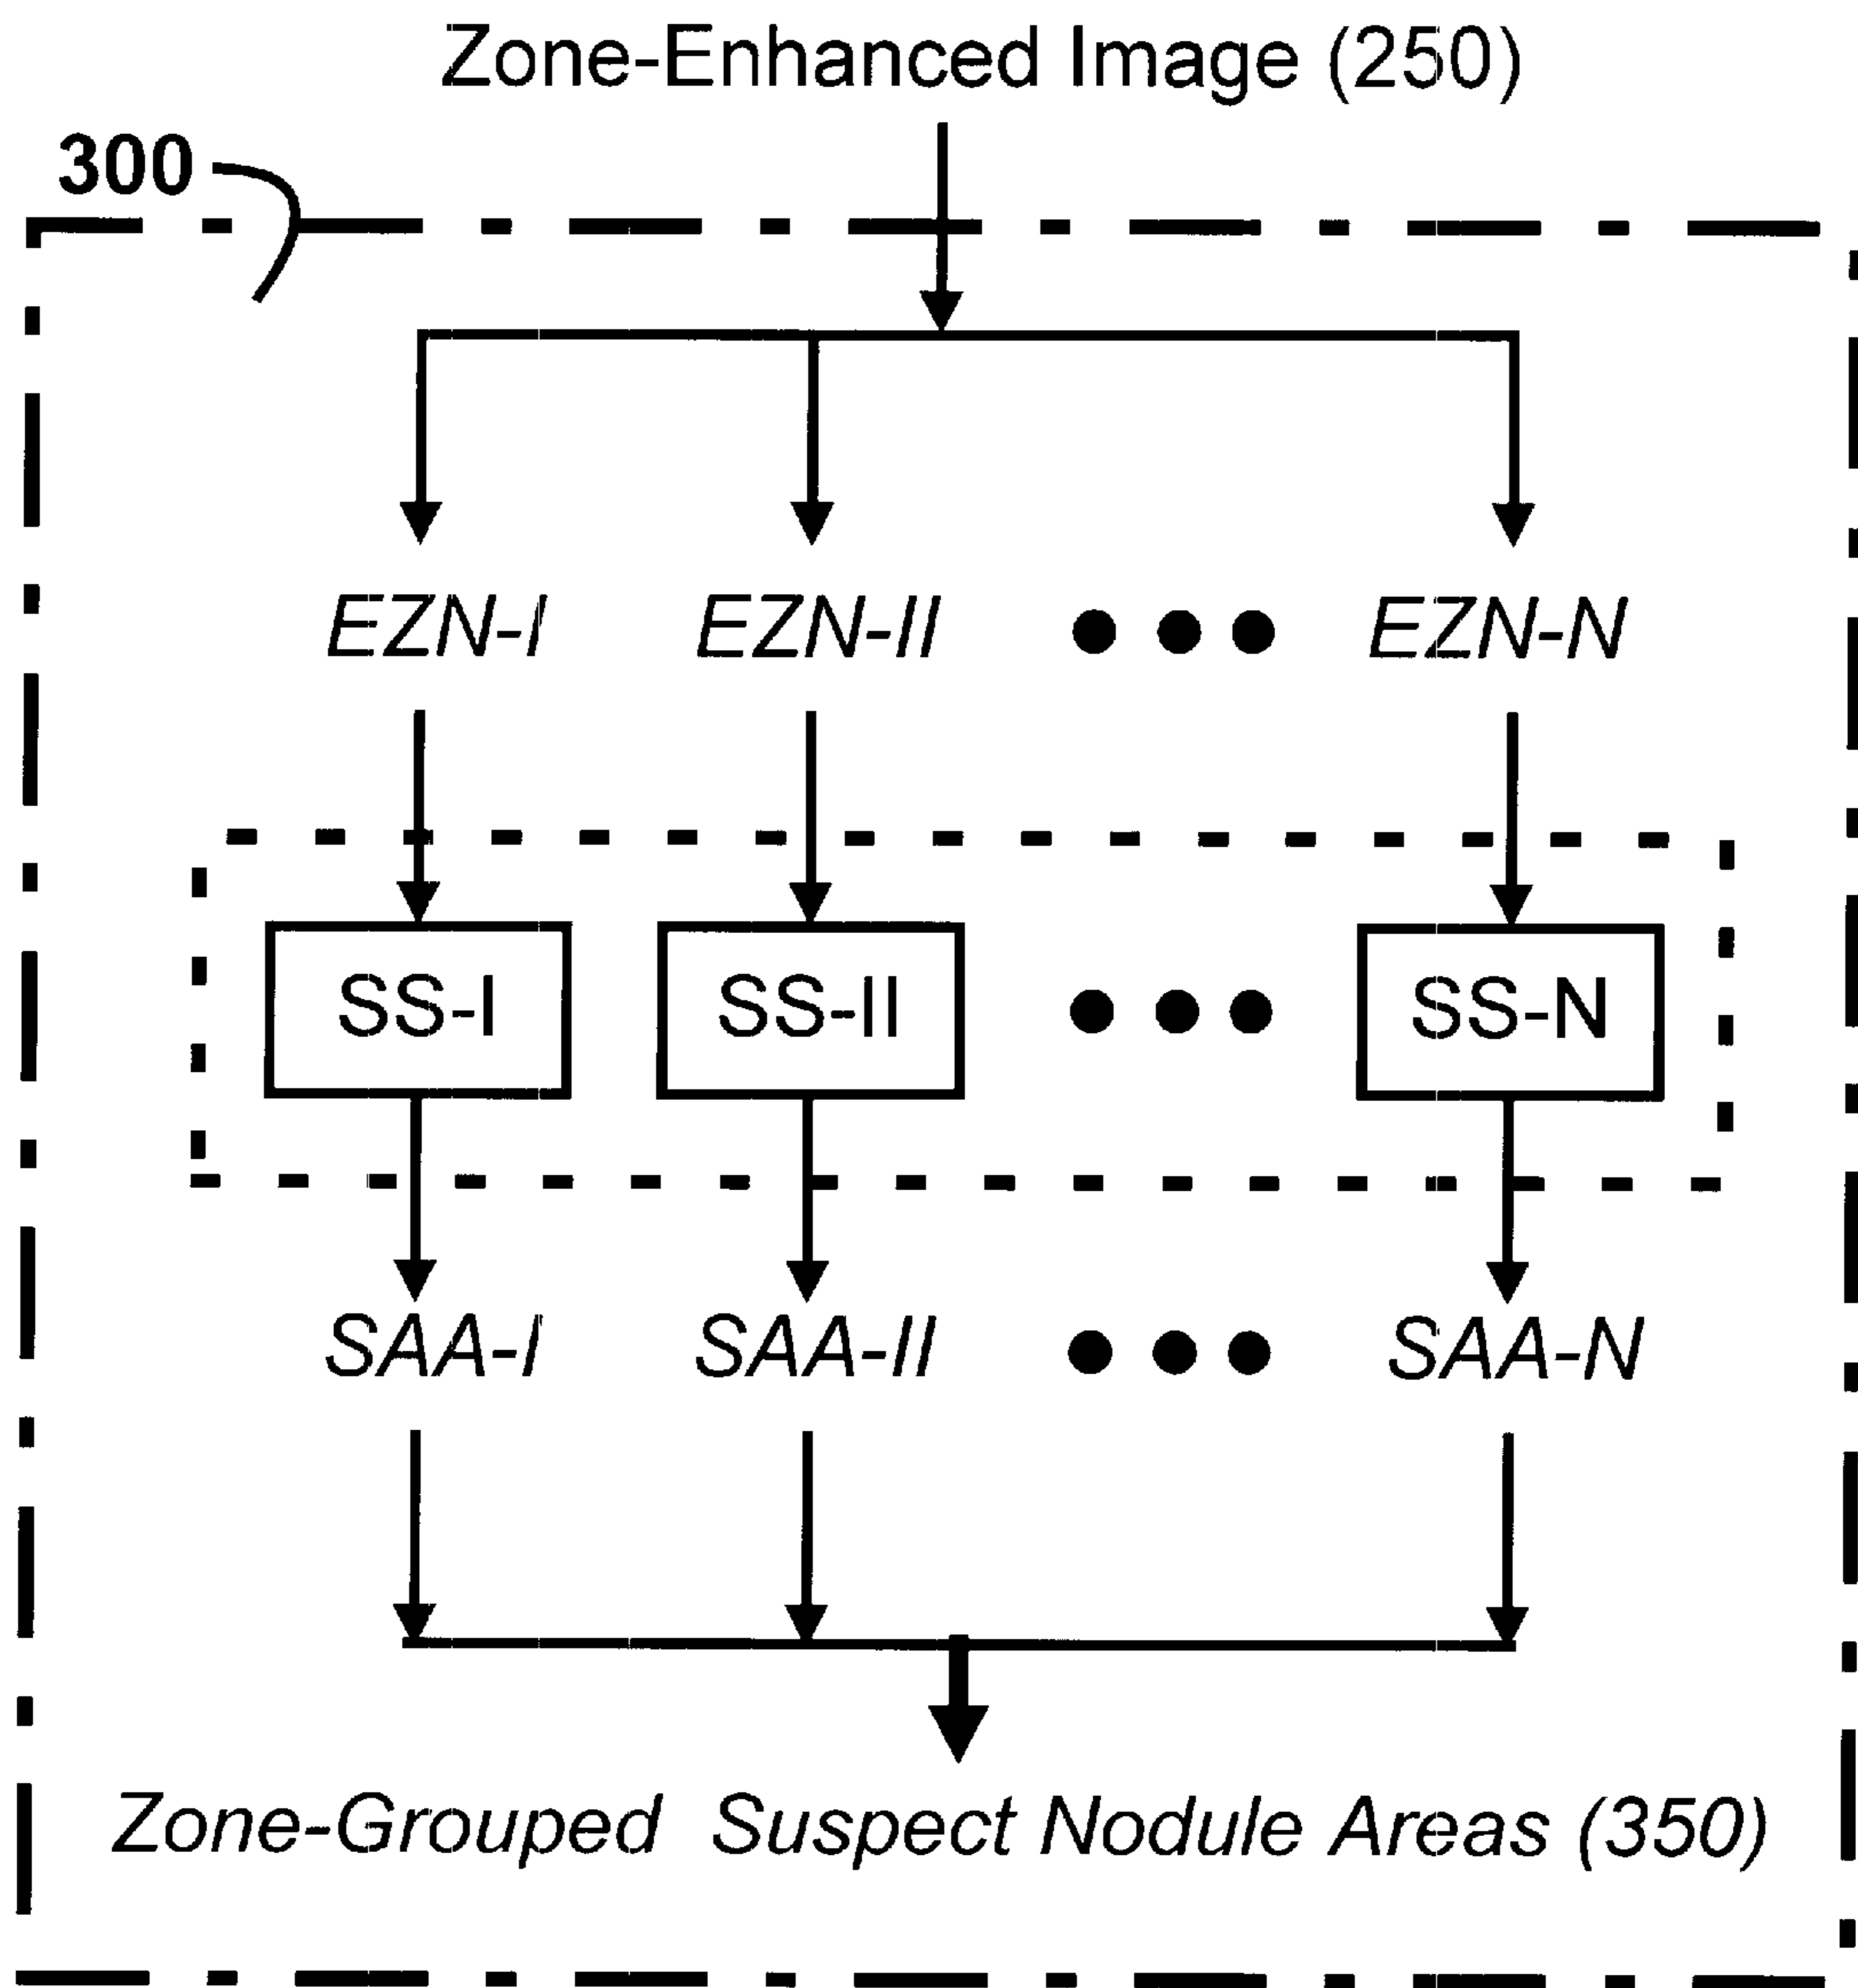 Zone-Enhanced Image (250)
300
EZN-I EZN-II ●●● EZN-N
SS-I SS-II ●●● SS-N
SAA-I SAA-II ●●● SAA-N
Zone-Grouped Suspect Nodule Areas (350)